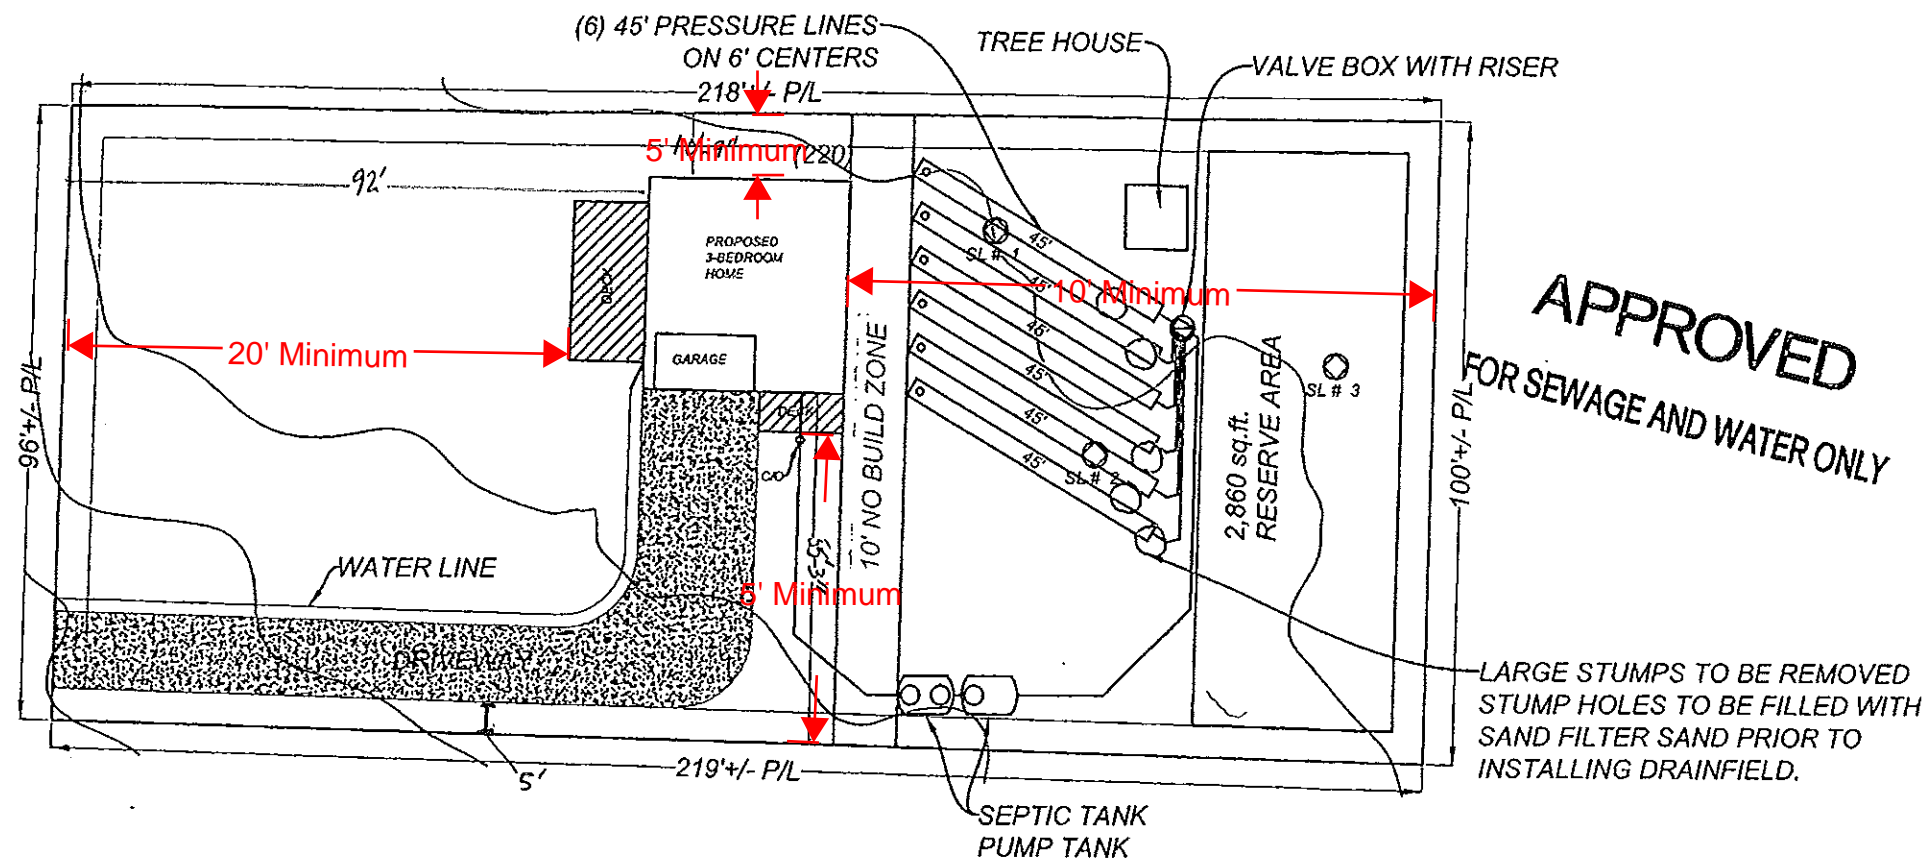 (6) 45' PRESSURE LINES
ON 6' CENTERS
TREE HOUSE
VALVE BOX WITH RISER
218'+/- P/L
5' Minimum
(220)
92'
PROPOSED
3-BEDROOM
HOME
DECK
GARAGE
DECK
C/O
20' Minimum
10' Minimum
5' Minimum
10' NO BUILD ZONE
45'
45'
45'
45'
45'
45'
SL # 1
SL # 2
SL # 3
2,860 sq.ft.
RESERVE AREA
96'+/- P/L
100'+/- P/L
WATER LINE
DRIVEWAY
5'
219'+/- P/L
SEPTIC TANK
PUMP TANK
LARGE STUMPS TO BE REMOVED
STUMP HOLES TO BE FILLED WITH
SAND FILTER SAND PRIOR TO
INSTALLING DRAINFIELD.
APPROVED
FOR SEWAGE AND WATER ONLY